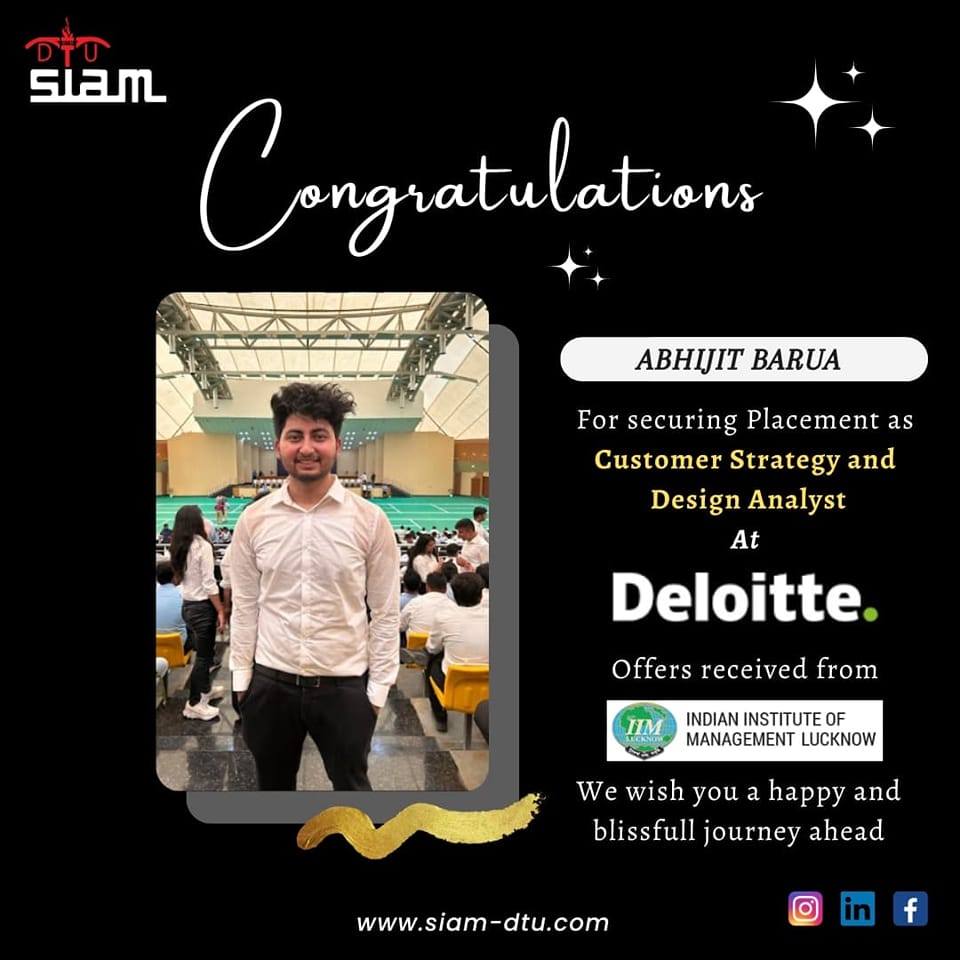 DTU
SIAM
Congratulations
ABHIJIT BARUA
For securing Placement as
Customer Strategy and
Design Analyst
At
Deloitte.
Offers received from
IIM
LUCKNOW
INDIAN INSTITUTE OF
MANAGEMENT LUCKNOW
We wish you a happy and
blissfull journey ahead
www.siam-dtu.com
in
f